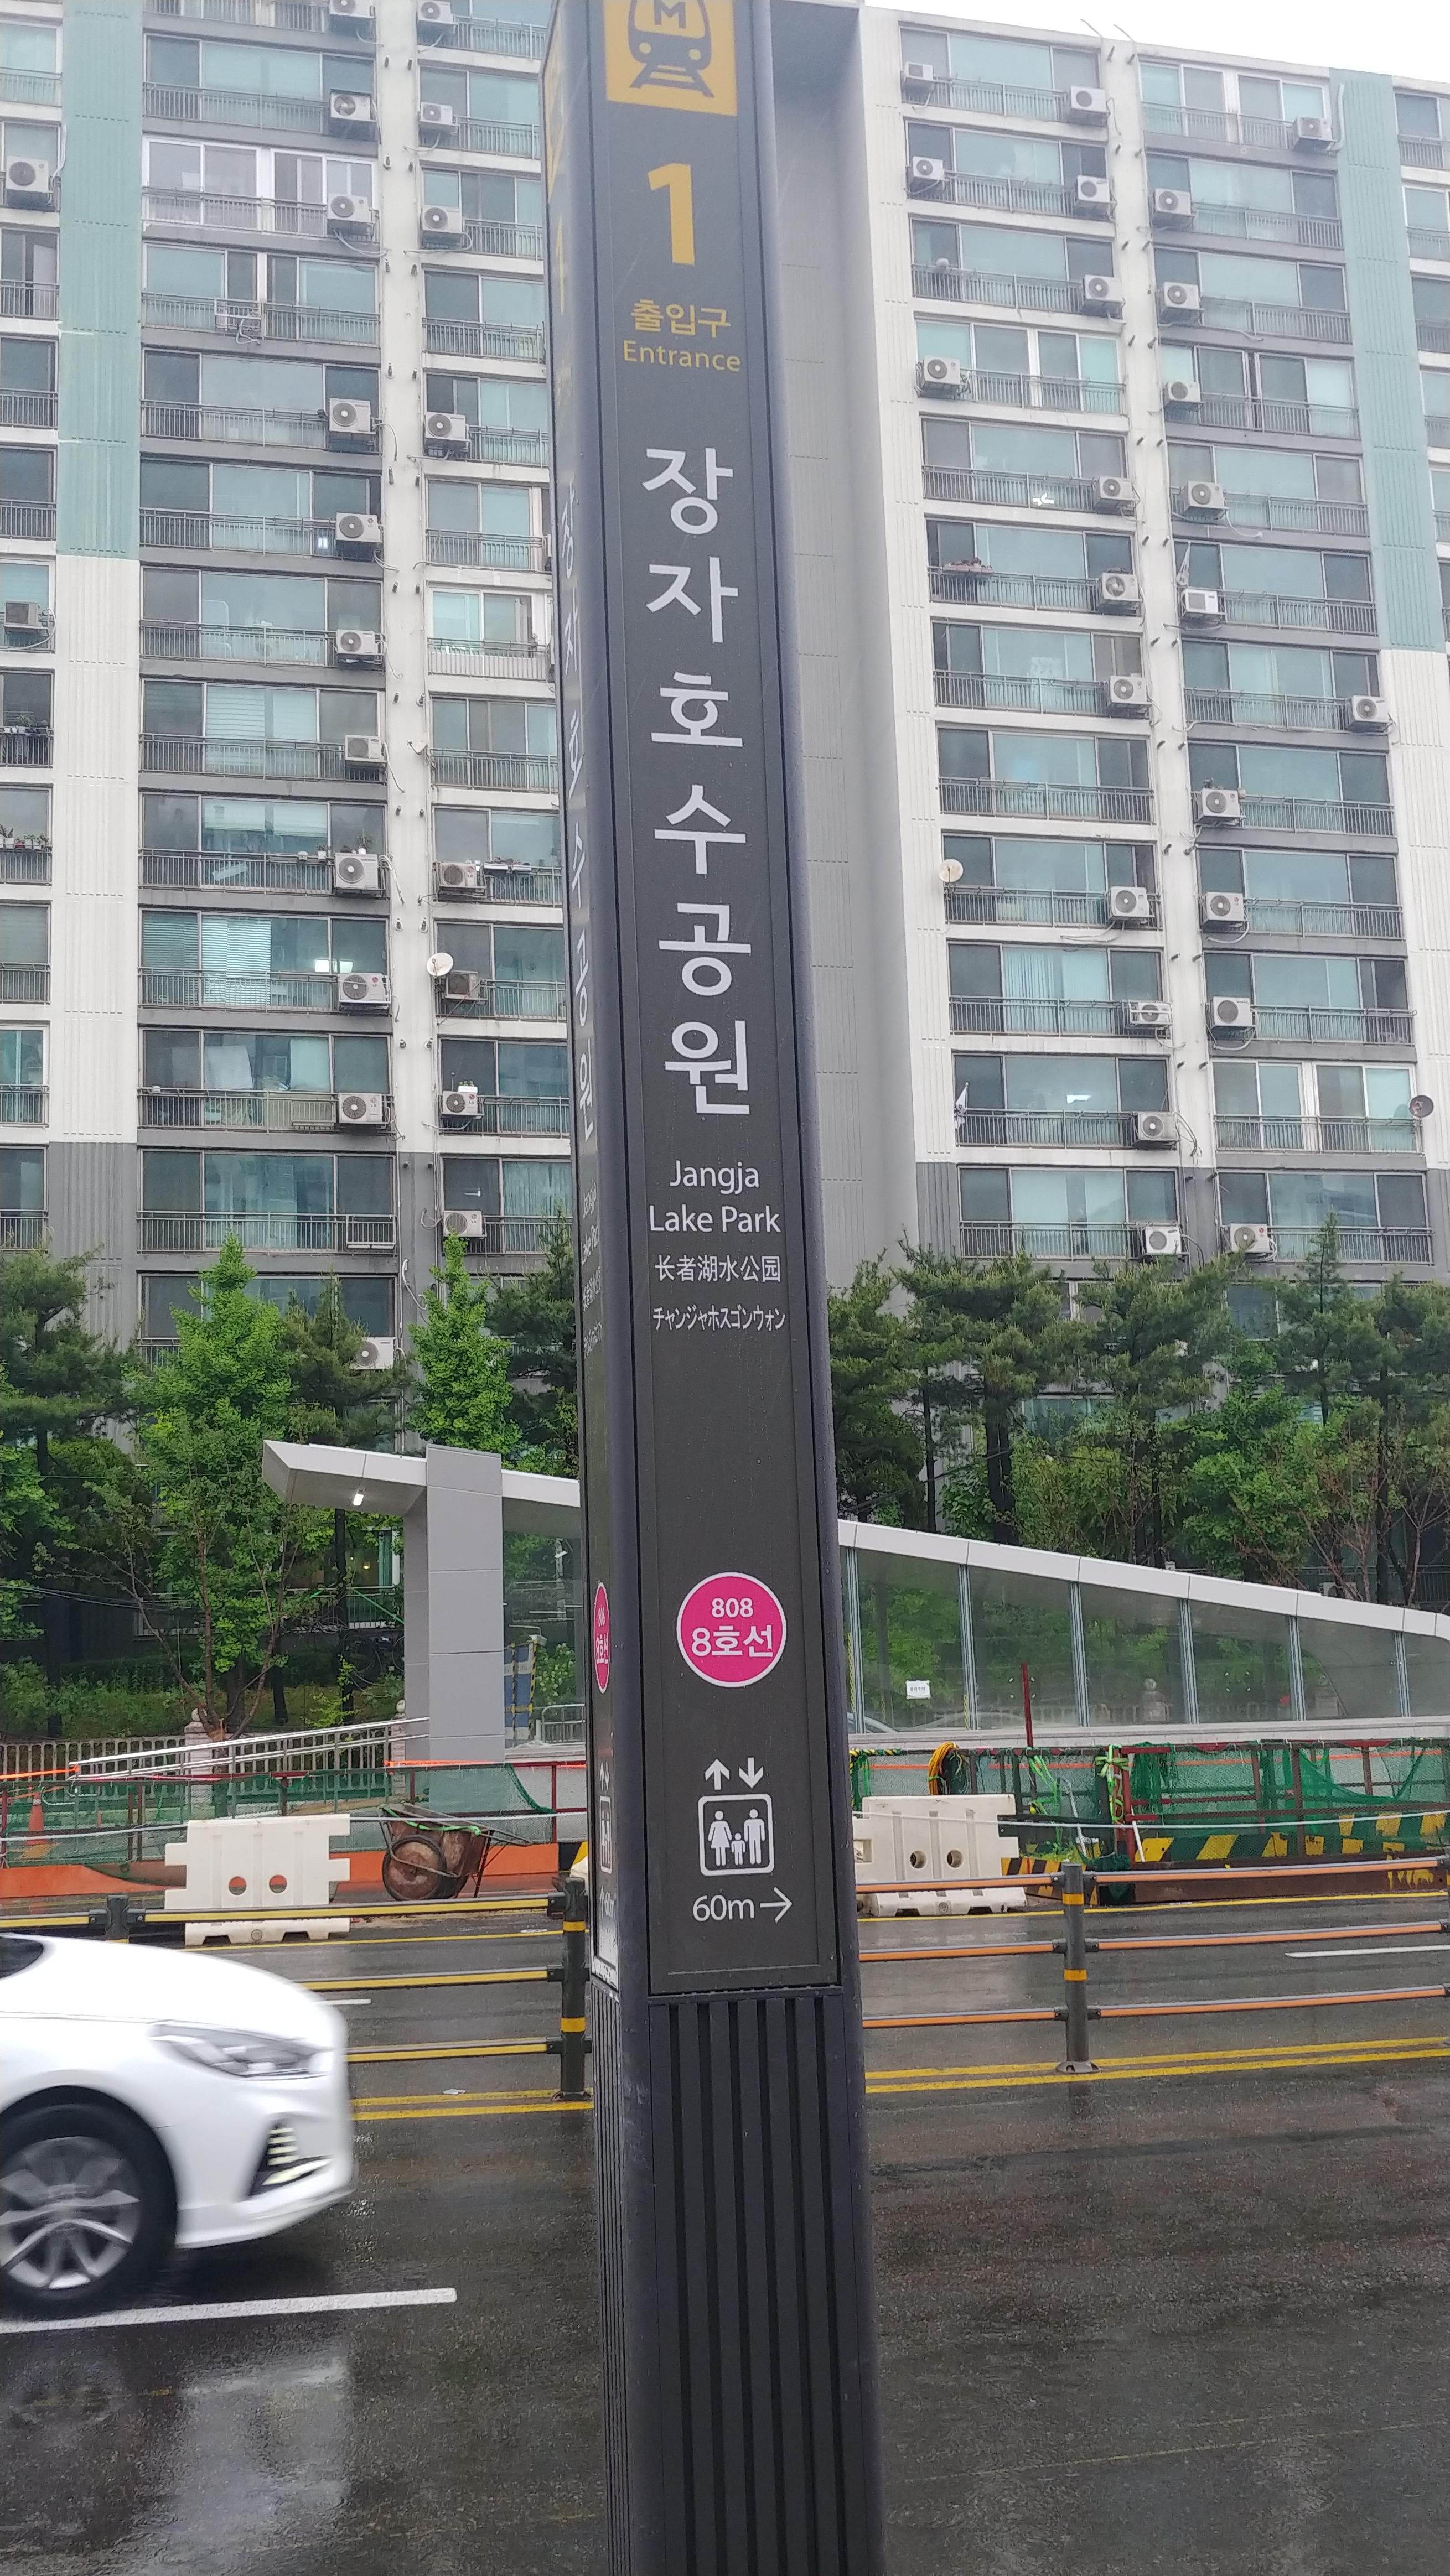 M
1
출입구
Entrance
장자호수공원
Jangja
Lake Park
长者湖水公园
チャンジャホスゴンウォン
808
8호선
60m→